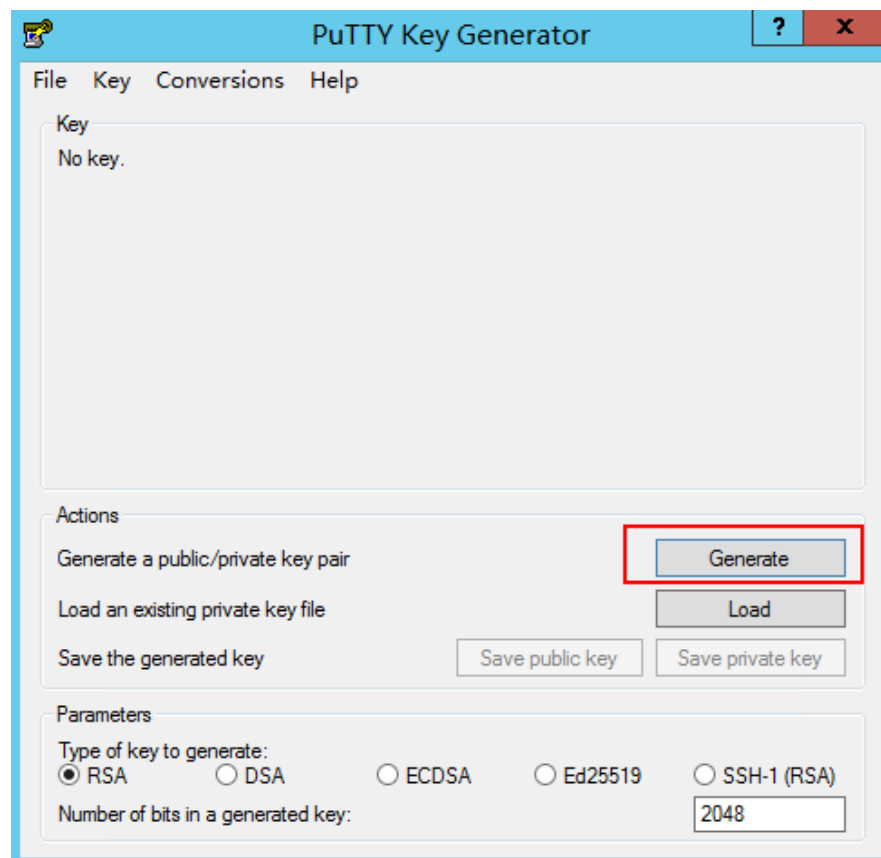 PuTTY Key Generator
? x
File Key Conversions Help
Key
No key.
Actions
Generate a public/private key pair Generate
Load an existing private key file Load
Save the generated key Save public key Save private key
Parameters
Type of key to generate:
RSA DSA ECDSA Ed25519 SSH-1 (RSA)
Number of bits in a generated key: 2048